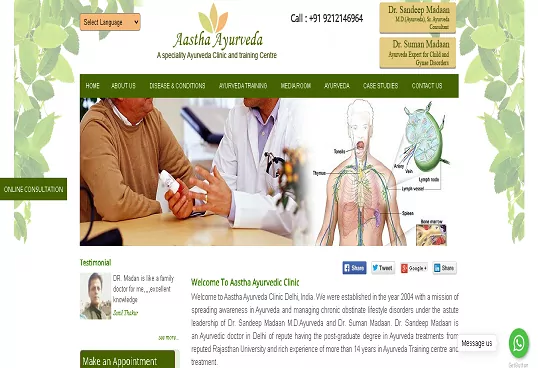 Select Language
Aastha Ayurveda
A speciality Ayurveda Clinic and training Centre
Call : +91 9212146964
Dr. Sandeep Madaan
M.D.(Ayurveda), Sr. Ayurveda
Consultant
Dr. Suman Madaan
Ayurveda Expert for Child and
Gynae Disorders
HOME ABOUT US DISEASE & CONDITIONS AYURVEDA TRAINING MEDIA ROOM AYURVEDA CASE STUDIES CONTACT US
Tonsils
Thymus
Artery
Vein
Lymph node
Lymph vessel
Spleen
Bone marrow
ONLINE CONSULTATION
Testimonial
DR. Madan is like a family
doctor for me,,,,excellent
knowledge
Sunil Thakur
see more..
Make an Appointment
Share Tweet Google + Share
Welcome To Aastha Ayurvedic Clinic
Welcome to Aastha Ayurveda Clinic Delhi, India. We were established in the year 2004 with a mission of
spreading awareness in Ayurveda and managing chronic obstinate lifestyle disorders under the astute
leadership of Dr. Sandeep Madaan M.D.Ayurveda and Dr. Suman Madaan. Dr. Sandeep Madaan is
an Ayurvedic doctor in Delhi of repute having the post-graduate degree in Ayurveda treatments from
reputed Rajasthan University and rich experience of more than 14 years in Ayurveda Training centre and
treatment.
Message us
GetButton